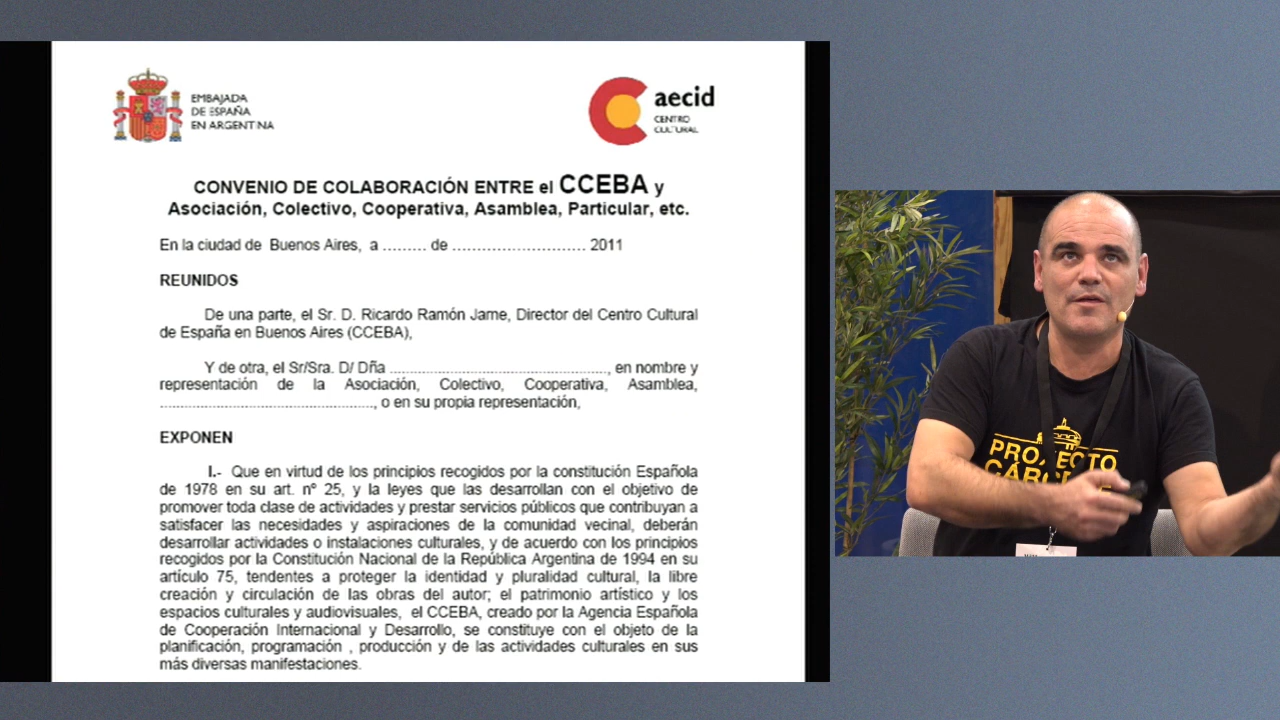 EMBAJADA
DE ESPAÑA
EN ARGENTINA
aecid
CENTRO
CULTURAL
CONVENIO DE COLABORACIÓN ENTRE el CCEBA y
Asociación, Colectivo, Cooperativa, Asamblea, Particular, etc.
En la ciudad de Buenos Aires, a ......... de ........................... 2011
REUNIDOS
De una parte, el Sr. D. Ricardo Ramón Jarne, Director del Centro Cultural
de España en Buenos Aires (CCEBA),
Y de otra, el Sr/Sra. D/ Dña ......................................................, en nombre y
representación de la Asociación, Colectivo, Cooperativa, Asamblea,
......................................................, o en su propia representación,
EXPONEN
I.- Que en virtud de los principios recogidos por la constitución Española
de 1978 en su art. nº 25, y la leyes que las desarrollan con el objetivo de
promover toda clase de actividades y prestar servicios públicos que contribuyan a
satisfacer las necesidades y aspiraciones de la comunidad vecinal, deberán
desarrollar actividades o instalaciones culturales, y de acuerdo con los principios
recogidos por la Constitución Nacional de la República Argentina de 1994 en su
artículo 75, tendentes a proteger la identidad y pluralidad cultural, la libre
creación y circulación de las obras del autor; el patrimonio artístico y los
espacios culturales y audiovisuales, el CCEBA, creado por la Agencia Española
de Cooperación Internacional y Desarrollo, se constituye con el objeto de la
planificación, programación , producción y de las actividades culturales en sus
más diversas manifestaciones.
PROXECTO